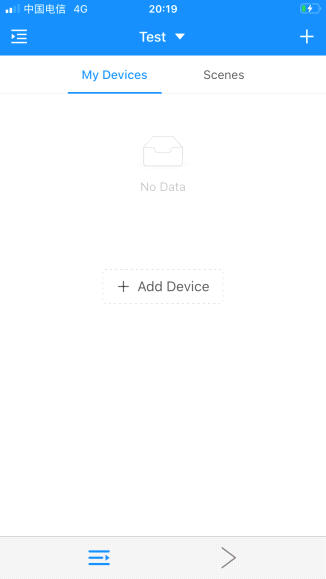 中国电信 4G 20:19
Test
My Devices Scenes
No Data
Add Device